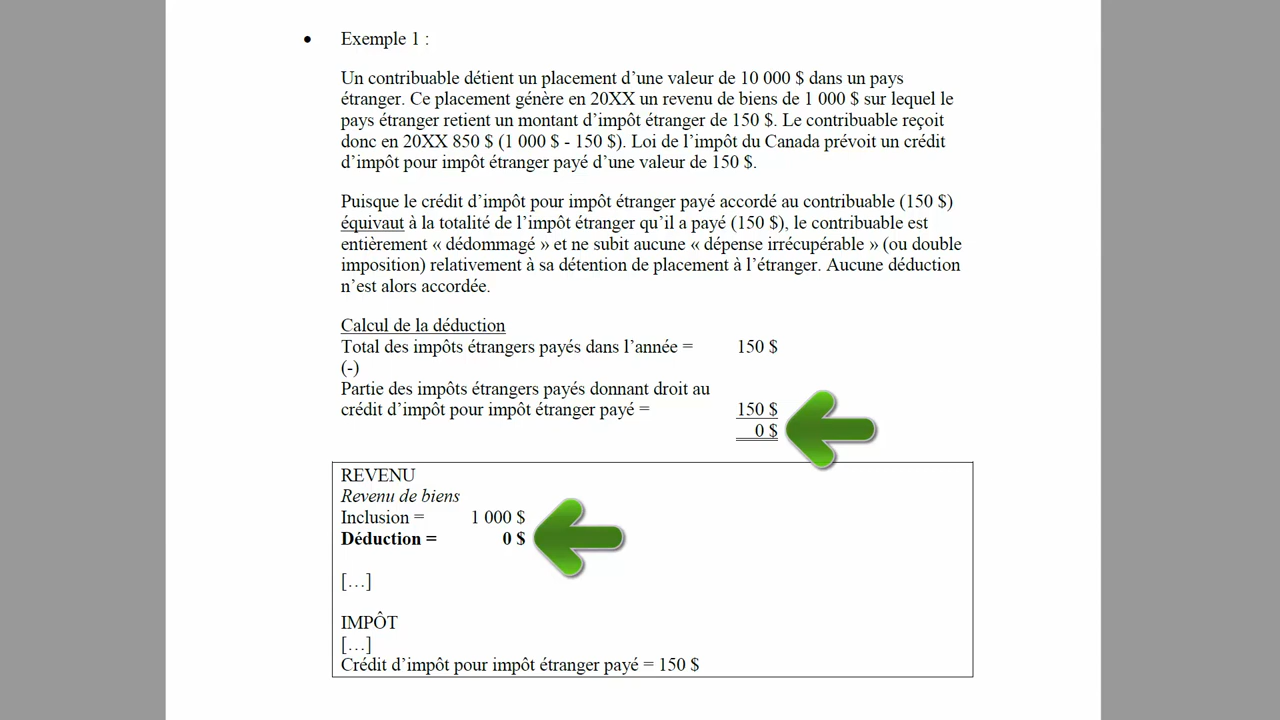 • Exemple 1 :
Un contribuable détient un placement d’une valeur de 10 000 $ dans un pays
étranger. Ce placement génère en 20XX un revenu de biens de 1 000 $ sur lequel le
pays étranger retient un montant d’impôt étranger de 150 $. Le contribuable reçoit
donc en 20XX 850 $ (1 000 $ - 150 $). Loi de l’impôt du Canada prévoit un crédit
d’impôt pour impôt étranger payé d’une valeur de 150 $.
Puisque le crédit d’impôt pour impôt étranger payé accordé au contribuable (150 $)
équivaut à la totalité de l’impôt étranger qu’il a payé (150 $), le contribuable est
entièrement « dédommagé » et ne subit aucune « dépense irrécupérable » (ou double
imposition) relativement à sa détention de placement à l’étranger. Aucune déduction
n’est alors accordée.
Calcul de la déduction
Total des impôts étrangers payés dans l’année = 150 $
(-)
Partie des impôts étrangers payés donnant droit au
crédit d’impôt pour impôt étranger payé = 150 $
0 $
REVENU
Revenu de biens
Inclusion = 1 000 $
Déduction = 0 $
[…]
IMPÔT
[…]
Crédit d’impôt pour impôt étranger payé = 150 $